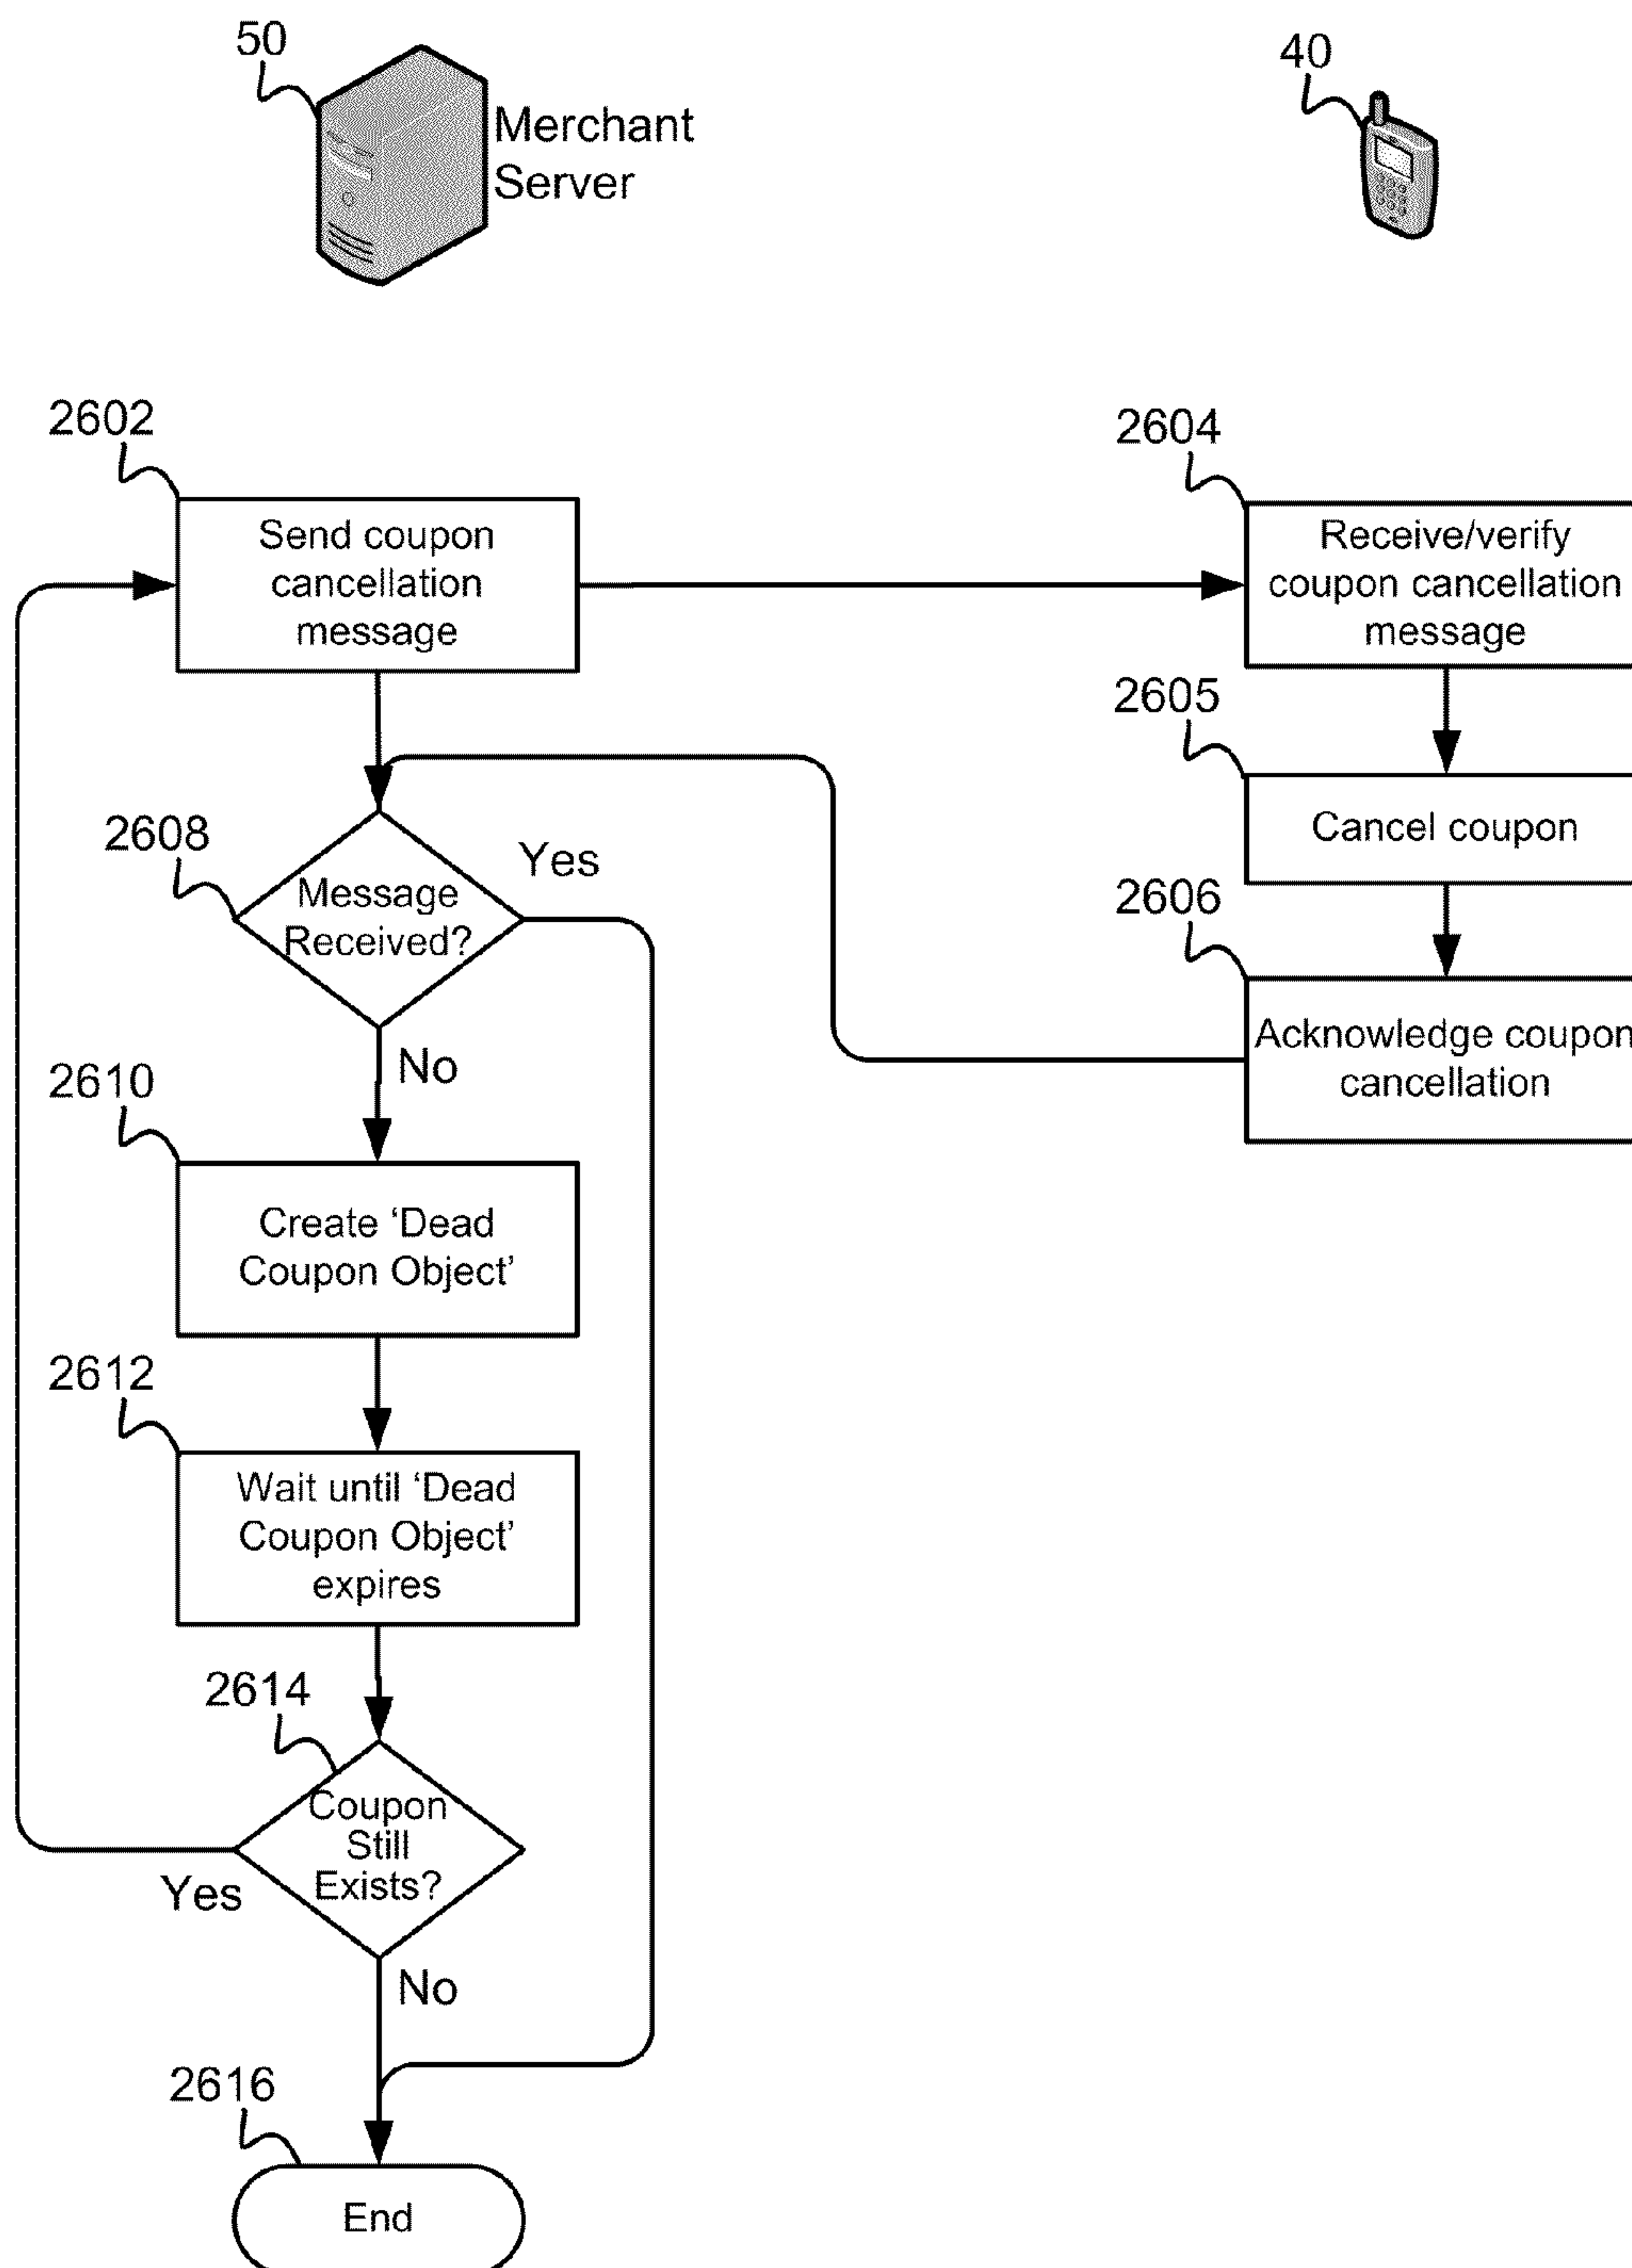 50
Merchant
Server
40
2602
Send coupon
cancellation
message
2604
Receive/verify
coupon cancellation
message
2605
Cancel coupon
2606
Acknowledge coupon
cancellation
2608
Message
Received?
Yes
No
2610
Create ‘Dead
Coupon Object’
2612
Wait until ‘Dead
Coupon Object’
expires
2614
Coupon
Still
Exists?
Yes
No
2616
End